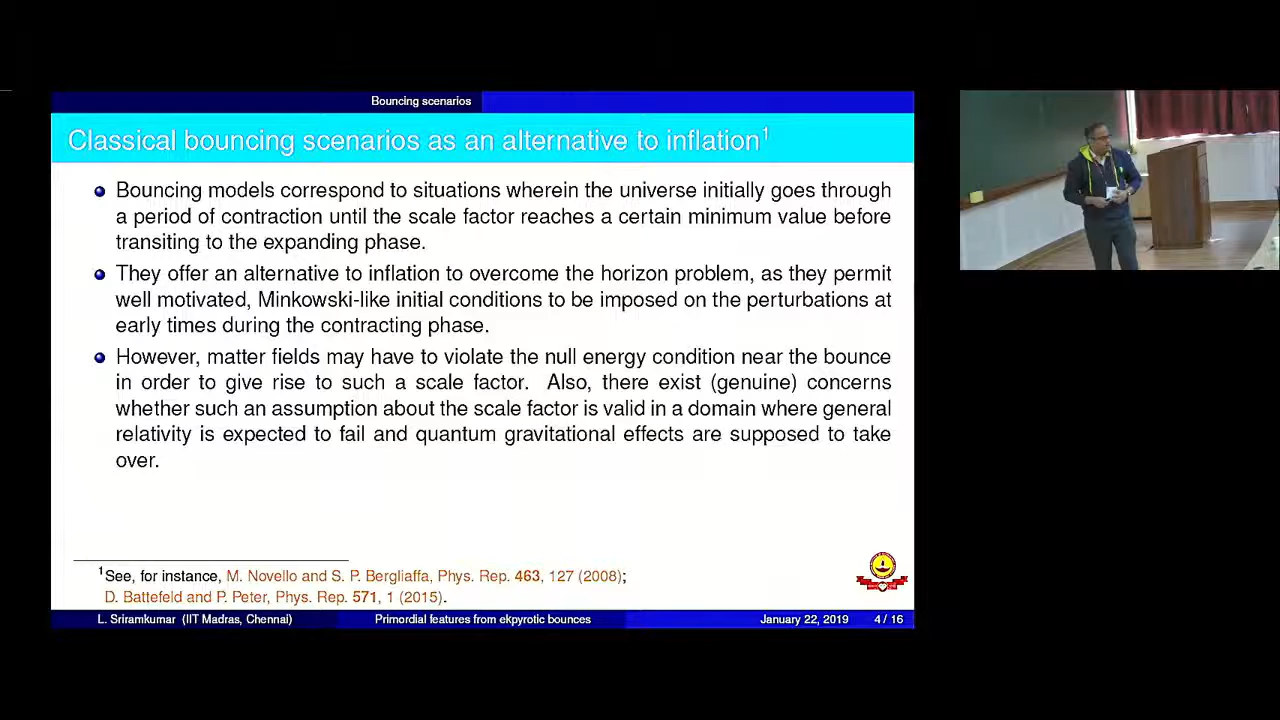 Bouncing scenarios
Classical bouncing scenarios as an alternative to inflation¹
Bouncing models correspond to situations wherein the universe initially goes through
a period of contraction until the scale factor reaches a certain minimum value before
transiting to the expanding phase.
They offer an alternative to inflation to overcome the horizon problem, as they permit
well motivated, Minkowski-like initial conditions to be imposed on the perturbations at
early times during the contracting phase.
However, matter fields may have to violate the null energy condition near the bounce
in order to give rise to such a scale factor. Also, there exist (genuine) concerns
whether such an assumption about the scale factor is valid in a domain where general
relativity is expected to fail and quantum gravitational effects are supposed to take
over.
¹See, for instance, M. Novello and S. P. Bergliaffa, Phys. Rep. 463, 127 (2008);
D. Battefeld and P. Peter, Phys. Rep. 571, 1 (2015).
L. Sriramkumar (IIT Madras, Chennai) Primordial features from ekpyrotic bounces January 22, 2019 4 / 16